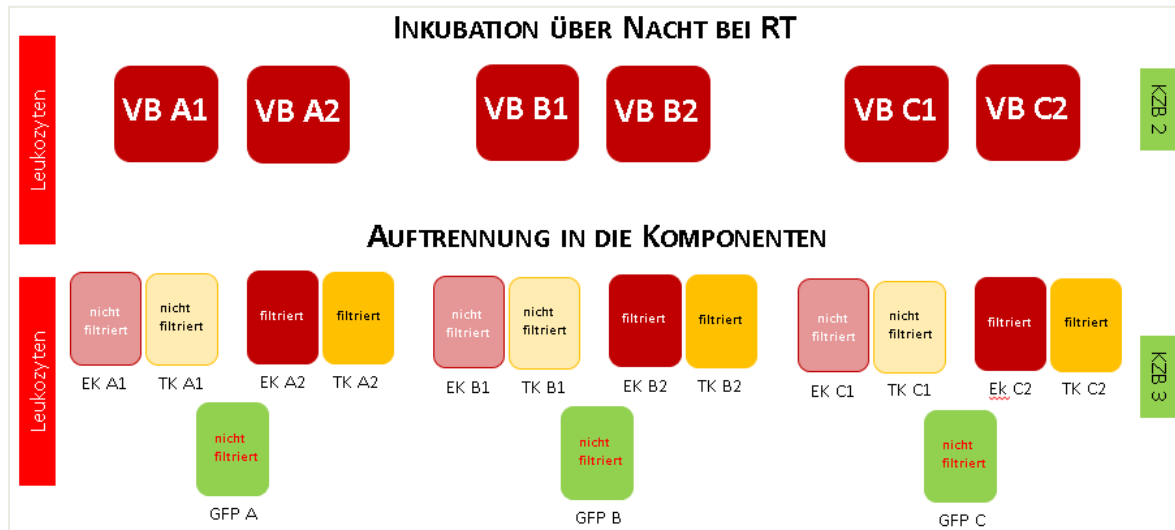 INKUBATION ÜBER NACHT BEI RT
Leukozyten
VB A1
VB A2
VB B1
VB B2
VB C1
VB C2
KZB 2
AUFTRENNUNG IN DIE KOMPONENTEN
Leukozyten
nicht
filtriert
nicht
filtriert
filtriert
filtriert
nicht
filtriert
nicht
filtriert
filtriert
filtriert
nicht
filtriert
nicht
filtriert
filtriert
filtriert
KZB 3
EK A1
TK A1
EK A2
TK A2
EK B1
TK B1
EK B2
TK B2
EK C1
TK C1
Ek C2
TK C2
nicht
filtriert
nicht
filtriert
nicht
filtriert
GFP A
GFP B
GFP C